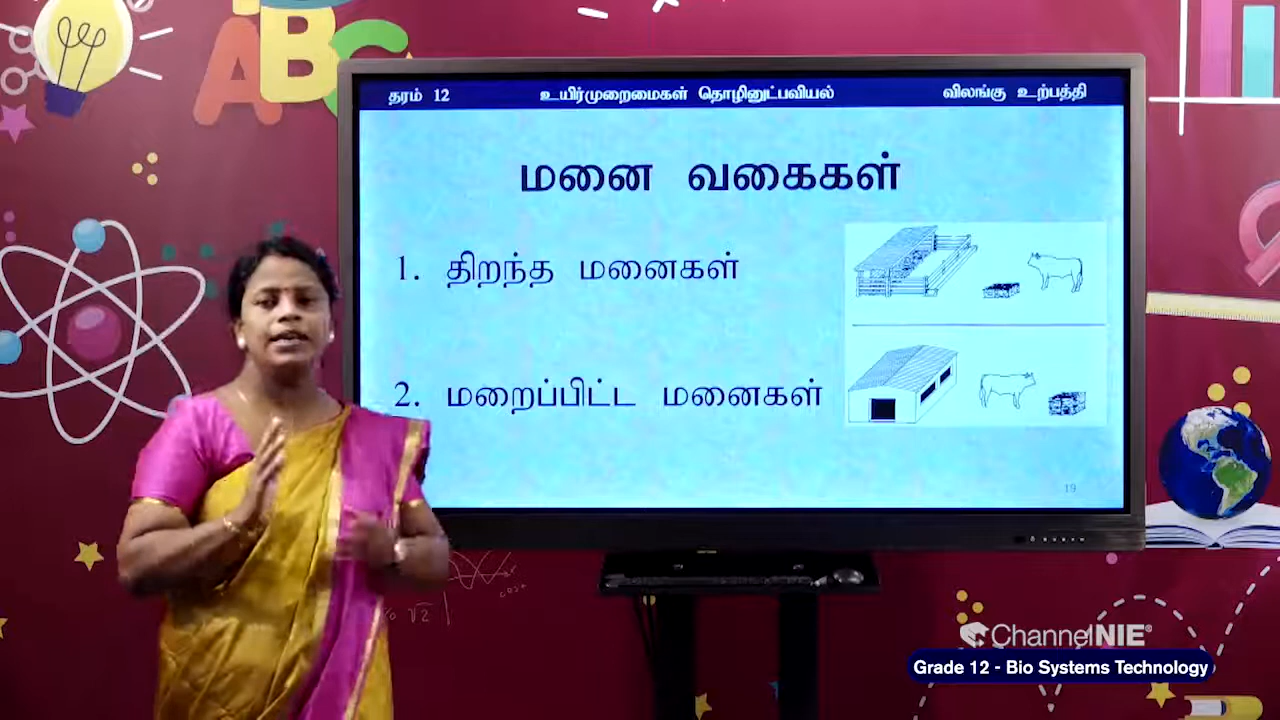 ABC
தரம் 12 உயிர்முறைமைகள் தொழினுட்பவியல் விலங்கு உற்பத்தி
மனை வகைகள்
1. திறந்த மனைகள்
2. மறைப்பிட்ட மனைகள்
19
√2
ChannelNIE®
Grade 12 - Bio Systems Technology